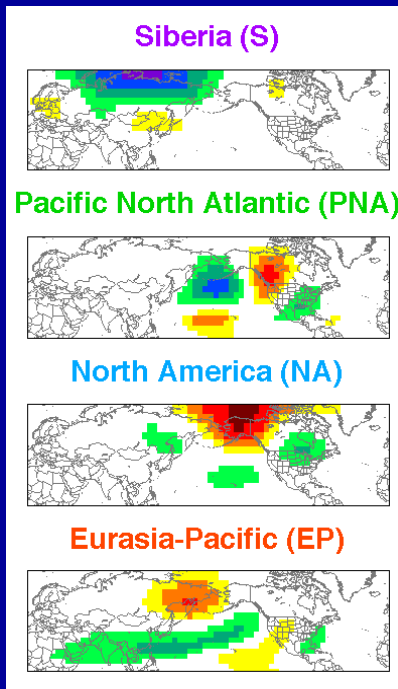 Siberia (S)
Pacific North Atlantic (PNA)
North America (NA)
Eurasia-Pacific (EP)